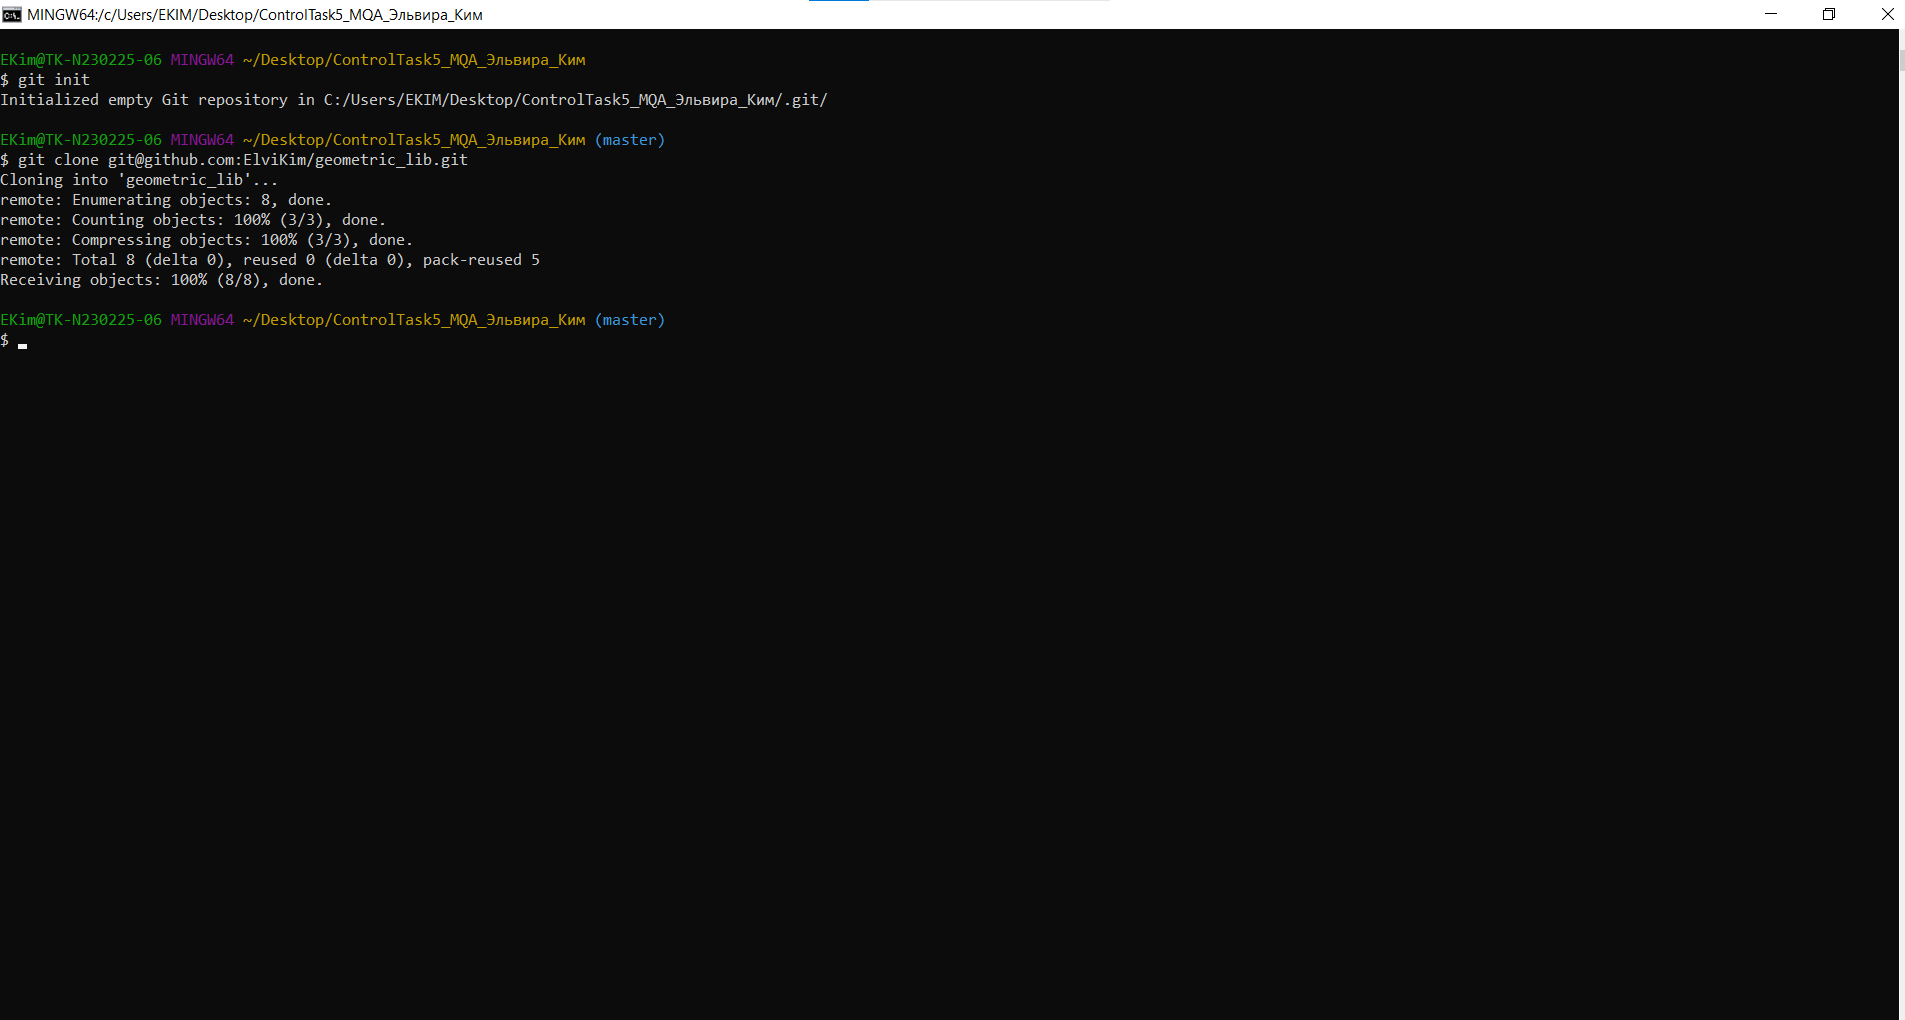 MINGW64:/c/Users/EKIM/Desktop/ControlTask5_MQA_Эльвира_Ким
EKim@TK-N230225-06 MINGW64 ~/Desktop/ControlTask5_MQA_Эльвира_Ким
$ git init
Initialized empty Git repository in C:/Users/EKIM/Desktop/ControlTask5_MQA_Эльвира_Ким/.git/
EKim@TK-N230225-06 MINGW64 ~/Desktop/ControlTask5_MQA_Эльвира_Ким (master)
$ git clone git@github.com:ElviKim/geometric_lib.git
Cloning into 'geometric_lib'...
remote: Enumerating objects: 8, done.
remote: Counting objects: 100% (3/3), done.
remote: Compressing objects: 100% (3/3), done.
remote: Total 8 (delta 0), reused 0 (delta 0), pack-reused 5
Receiving objects: 100% (8/8), done.
EKim@TK-N230225-06 MINGW64 ~/Desktop/ControlTask5_MQA_Эльвира_Ким (master)
$